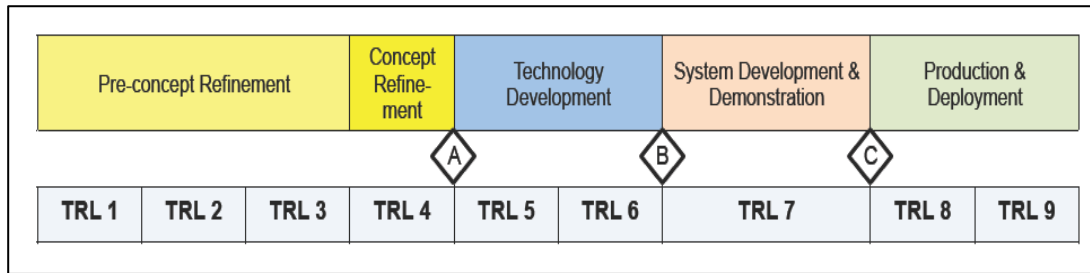 Pre-concept Refinement
Concept
Refine-
ment
Technology
Development
System Development &
Demonstration
Production &
Deployment
A
B
C
TRL 1
TRL 2
TRL 3
TRL 4
TRL 5
TRL 6
TRL 7
TRL 8
TRL 9